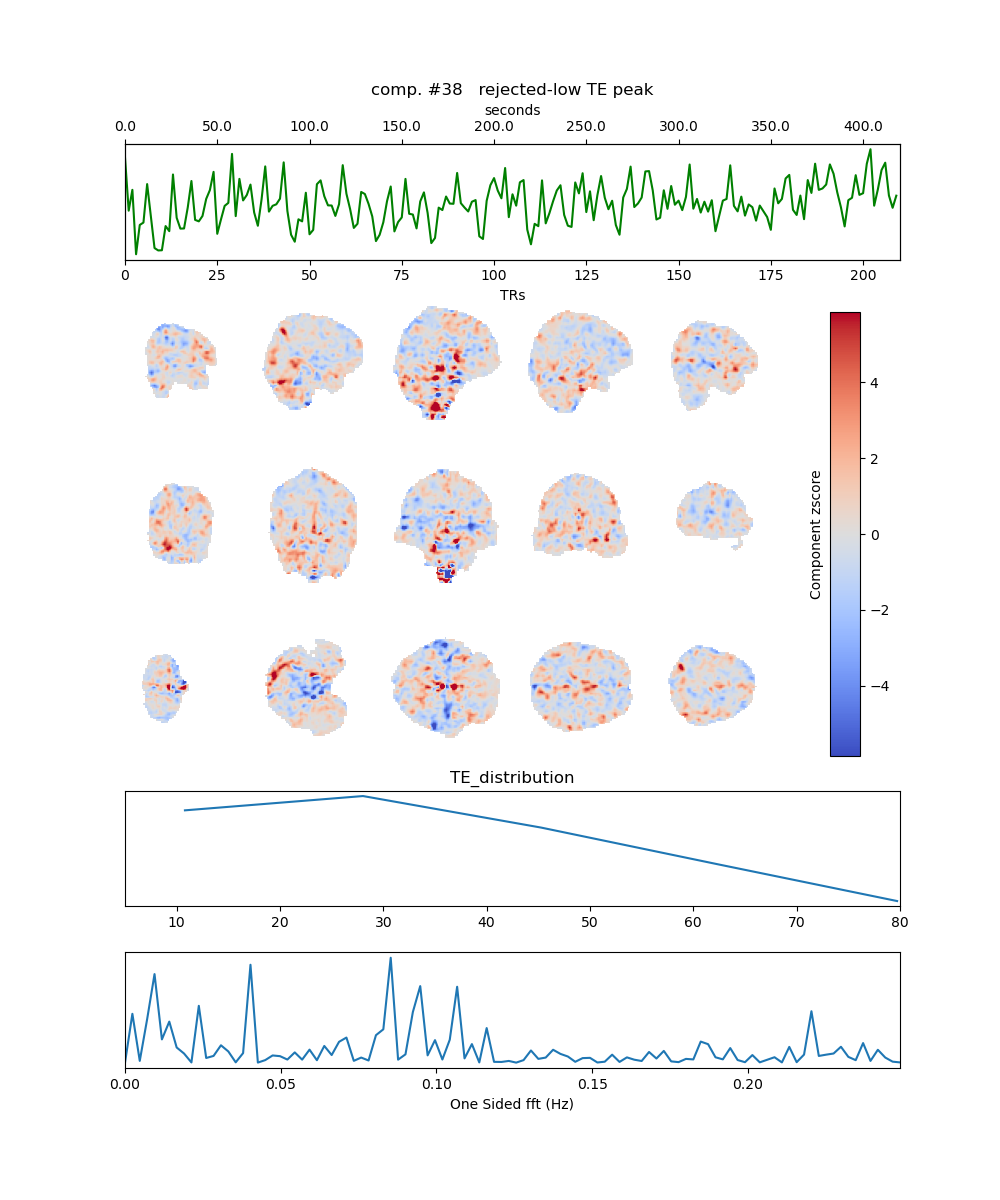 comp. #38   rejected-low TE peak
seconds
0.0 50.0 100.0 150.0 200.0 250.0 300.0 350.0 400.0
0 25 50 75 100 125 150 175 200
TRs
4
2
0
−2
−4
Component zscore
TE_distribution
10 20 30 40 50 60 70 80
0.00 0.05 0.10 0.15 0.20
One Sided fft (Hz)